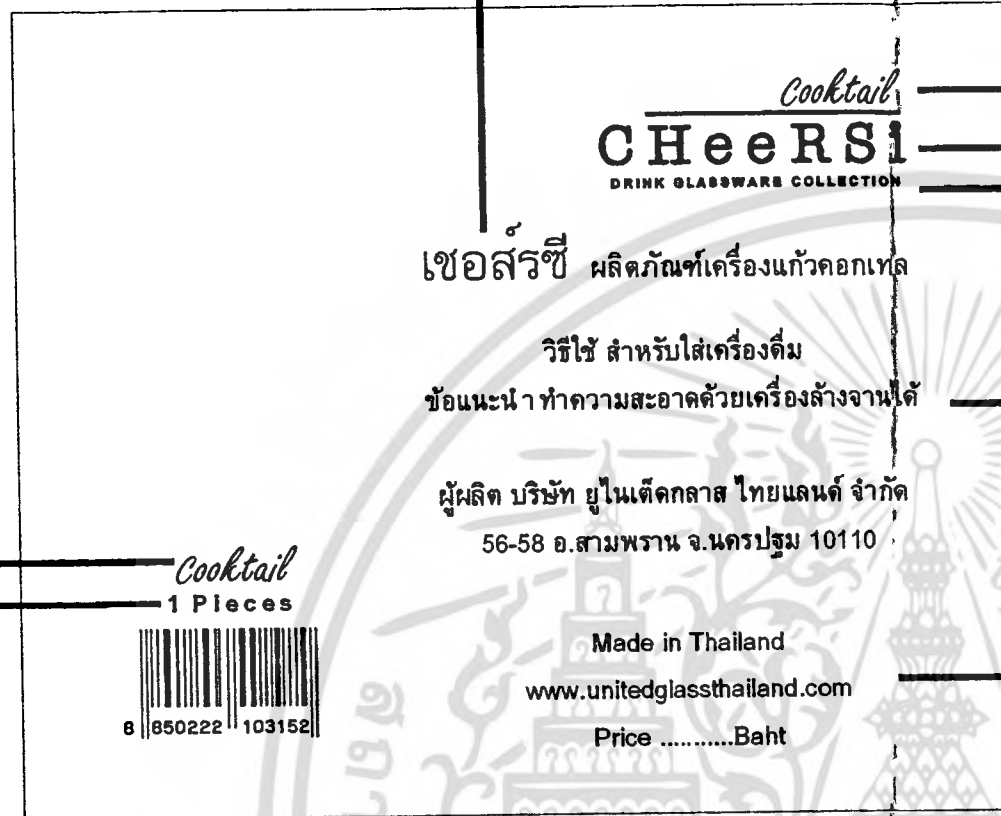 Cooktail
CHeeRSi
DRINK GLASSWARE COLLECTION
เชอส์รซี่ ผลิตภัณฑ์เครื่องแก้วคอกเทล
วิธีใช้ สำหรับใส่เครื่องดื่ม
ข้อแนะนำ ทำความสะอาดด้วยเครื่องล้างจานได้
ผู้ผลิต บริษัท ยูไนเต็ดกลาส ไทยแลนด์ จำกัด
56-58 อ.สามพราน จ.นครปฐม 10110
Cooktail
1 Pieces
8 850222 103152
Made in Thailand
www.unitedglassthailand.com
Price ...........Baht